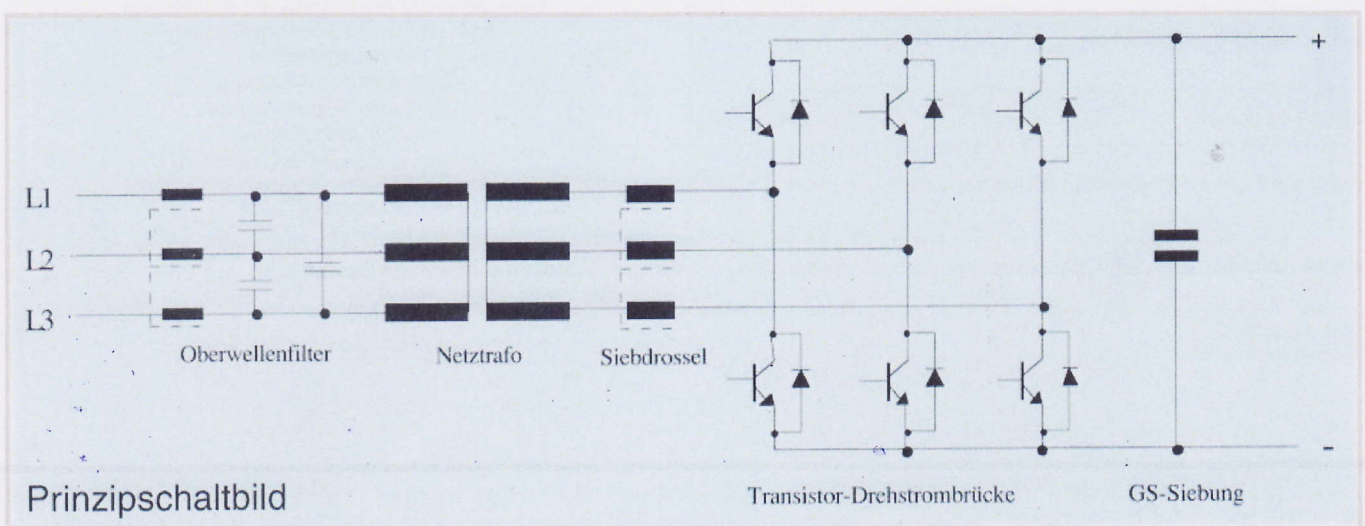 +
L1
L2
L3
Oberwellenfilter
Netztrafo
Siebdrossel
-
Prinzipschaltbild
Transistor-Drehstrombrücke
GS-Siebung